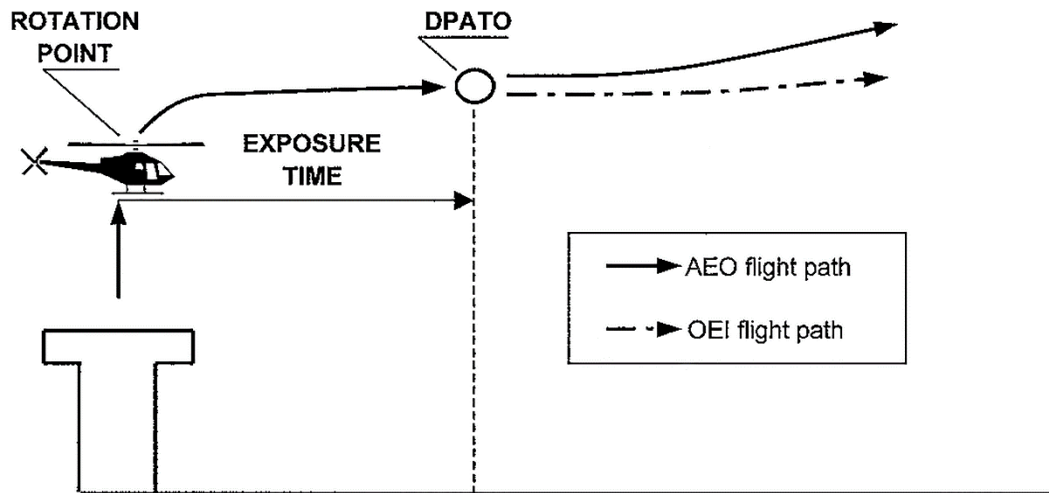 ROTATION
POINT
DPATO
EXPOSURE
TIME
AEO flight path
OEI flight path